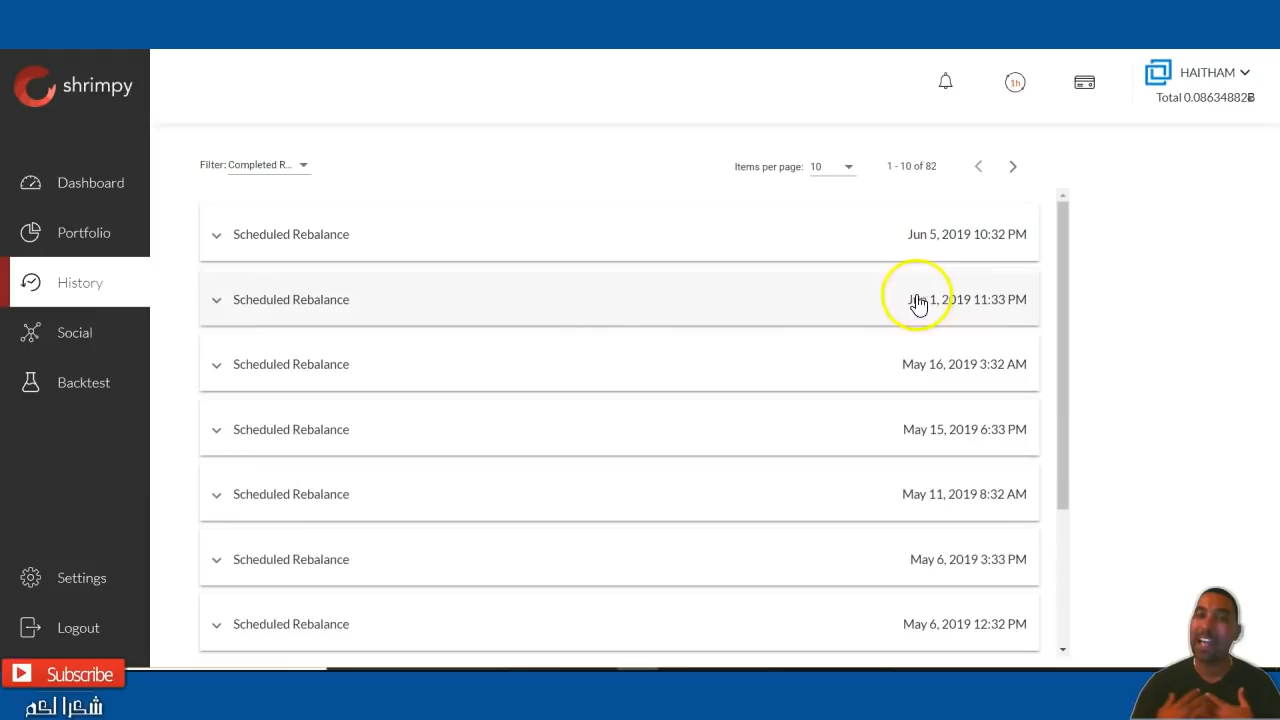 shrimpy
1h
HAITHAM
Total 0.08634882Ƀ
Dashboard
Portfolio
History
Social
Backtest
Settings
Logout
Filter: Completed R...
Items per page: 10
1 - 10 of 82
Scheduled Rebalance Jun 5, 2019 10:32 PM
Scheduled Rebalance Jun 1, 2019 11:33 PM
Scheduled Rebalance May 16, 2019 3:32 AM
Scheduled Rebalance May 15, 2019 6:33 PM
Scheduled Rebalance May 11, 2019 8:32 AM
Scheduled Rebalance May 6, 2019 3:33 PM
Scheduled Rebalance May 6, 2019 12:32 PM
Subscribe
شكرا لكم